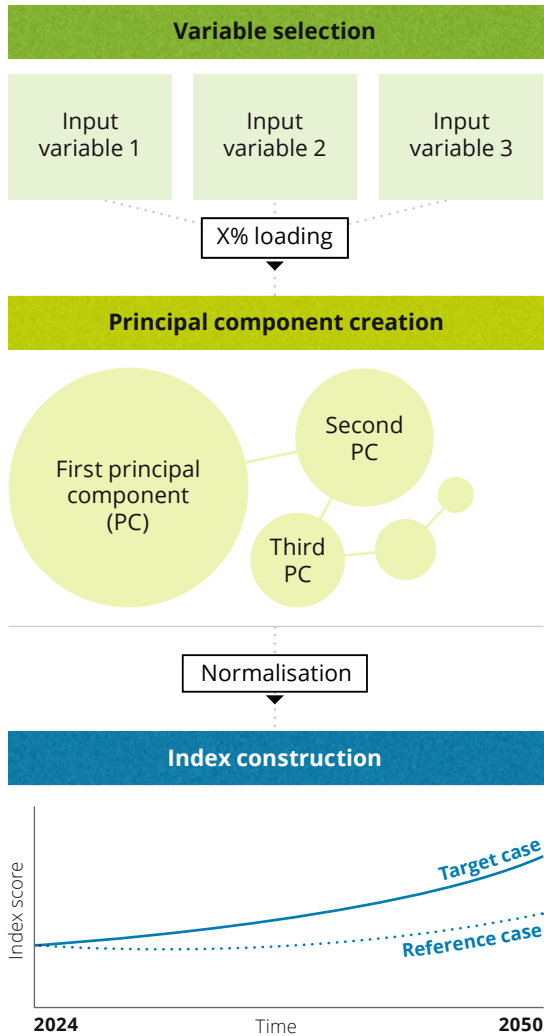 Variable selection
Input
variable 1
Input
variable 2
Input
variable 3
X% loading
Principal component creation
First principal
component
(PC)
Second
PC
Third
PC
Normalisation
Index construction
Index score
Target case
Reference case
2024
Time
2050